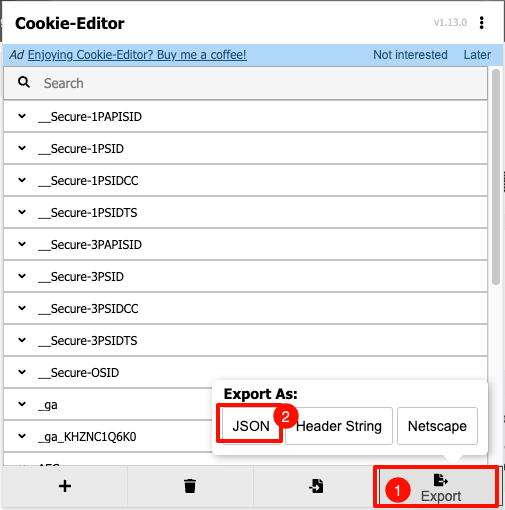 Cookie-Editor
v1.13.0
Ad Enjoying Cookie-Editor? Buy me a coffee! Not interested Later
Search
__Secure-1PAPISID
__Secure-1PSID
__Secure-1PSIDCC
__Secure-1PSIDTS
__Secure-3PAPISID
__Secure-3PSID
__Secure-3PSIDCC
__Secure-3PSIDTS
__Secure-OSID
_ga
_ga_KHZNC1Q6K0
Export As:
JSON 2 Header String Netscape
1 Export